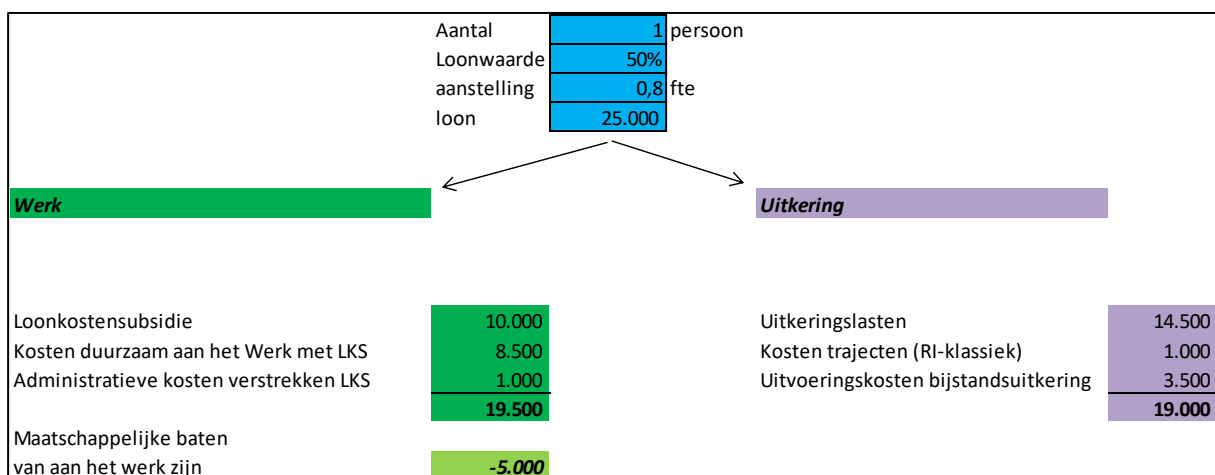 Aantal 1 persoon
Loonwaarde 50%
aanstelling 0,8 fte
loon 25.000
Werk Uitkering
Loonkostensubsidie 10.000 Uitkeringslasten 14.500
Kosten duurzaam aan het Werk met LKS 8.500 Kosten trajecten (RI-klassiek) 1.000
Administratieve kosten verstrekken LKS 1.000 Uitvoeringskosten bijstandsuitkering 3.500
19.500 19.000
Maatschappelijke baten
van aan het werk zijn -5.000